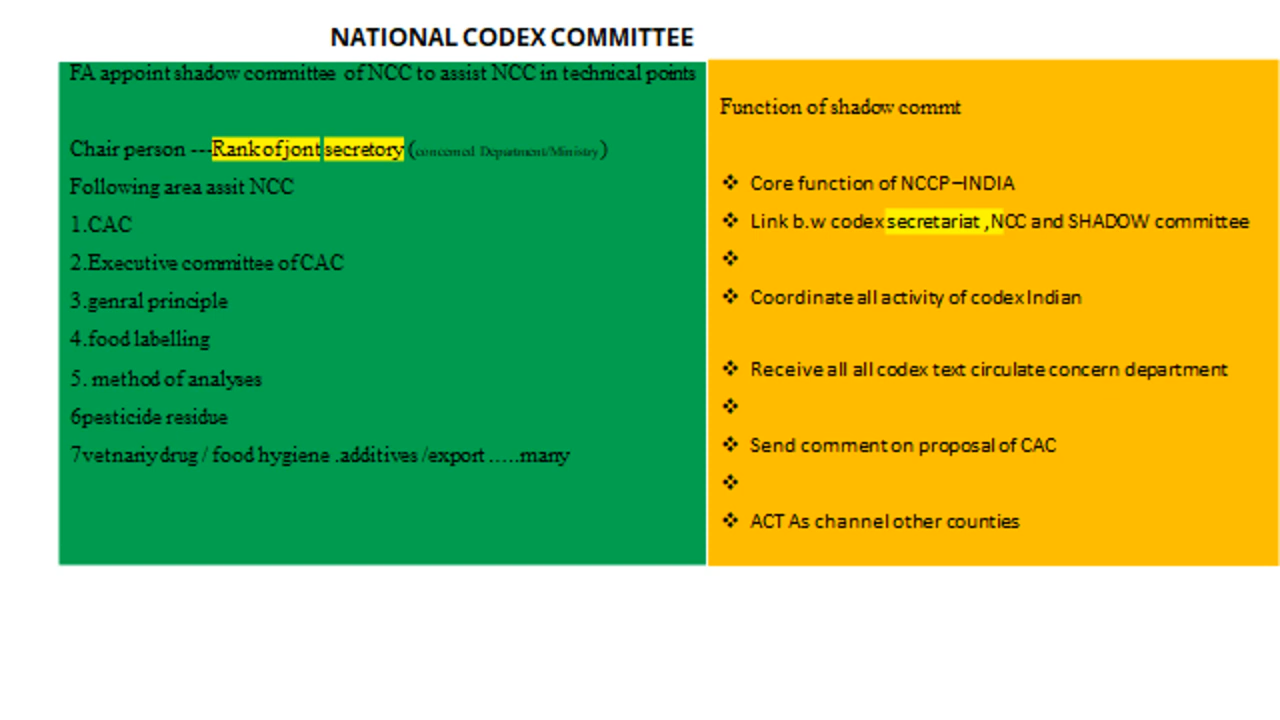 NATIONAL CODEX COMMITTEE
FA appoint shadow committee of NCC to assist NCC in technical points
Chair person ---Rank of jont secretory (concerned Department/Ministry)
Following area assit NCC
1.CAC
2.Executive committee of CAC
3.genral principle
4.food labelling
5. method of analyses
6pesticide residue
7vetnariy drug / food hygiene .additives /export …..many
Function of shadow commt
❖ Core function of NCCP–INDIA
❖ Link b.w codex secretariat ,NCC and SHADOW committee
❖
❖ Coordinate all activity of codex Indian
❖ Receive all all codex text circulate concern department
❖
❖ Send comment on proposal of CAC
❖
❖ ACT As channel other counties